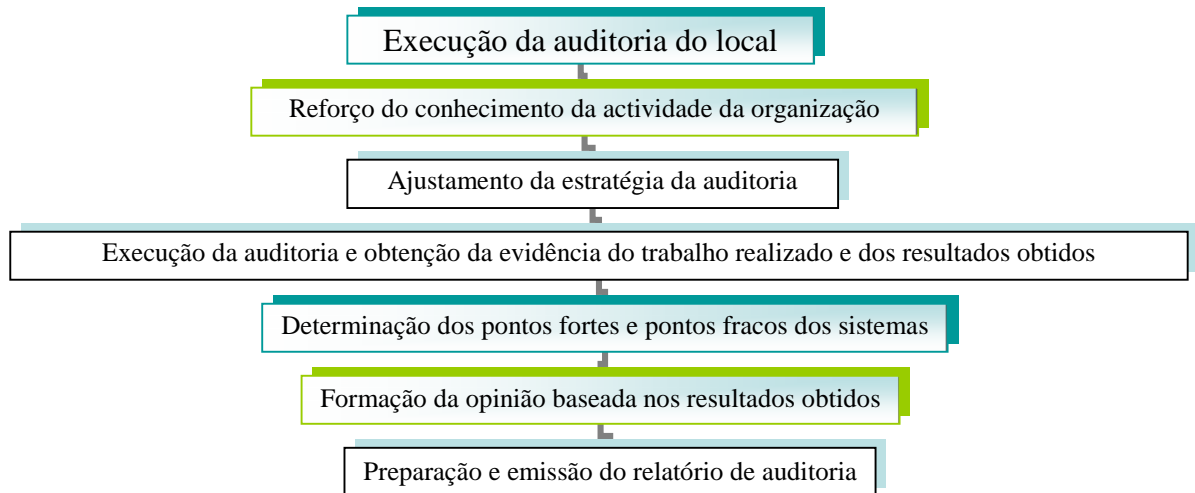 Execução da auditoria do local
Reforço do conhecimento da actividade da organização
Ajustamento da estratégia da auditoria
Execução da auditoria e obtenção da evidência do trabalho realizado e dos resultados obtidos
Determinação dos pontos fortes e pontos fracos dos sistemas
Formação da opinião baseada nos resultados obtidos
Preparação e emissão do relatório de auditoria